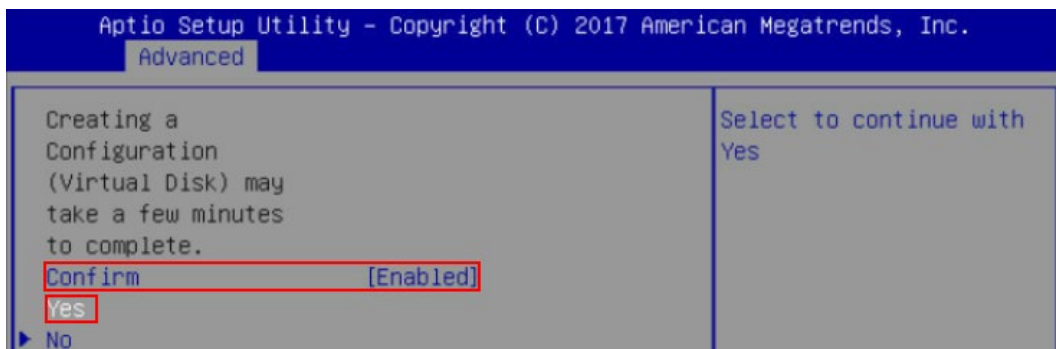 Aptio Setup Utility – Copyright (C) 2017 American Megatrends, Inc.
Advanced
Creating a
Configuration
(Virtual Disk) may
take a few minutes
to complete.
Confirm [Enabled]
Yes
No
Select to continue with
Yes